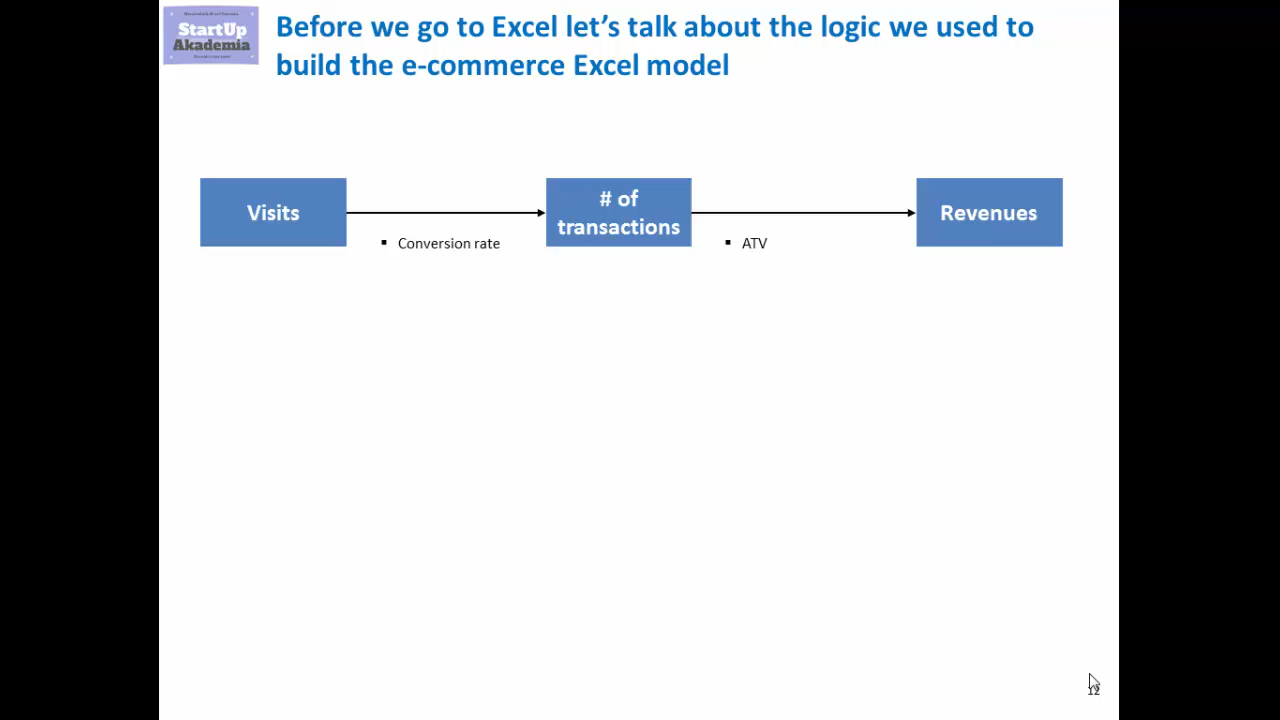 StartUp
Akademia
Before we go to Excel let's talk about the logic we used to
build the e-commerce Excel model
Visits
# of
transactions
Revenues
▪ Conversion rate
▪ ATV
12